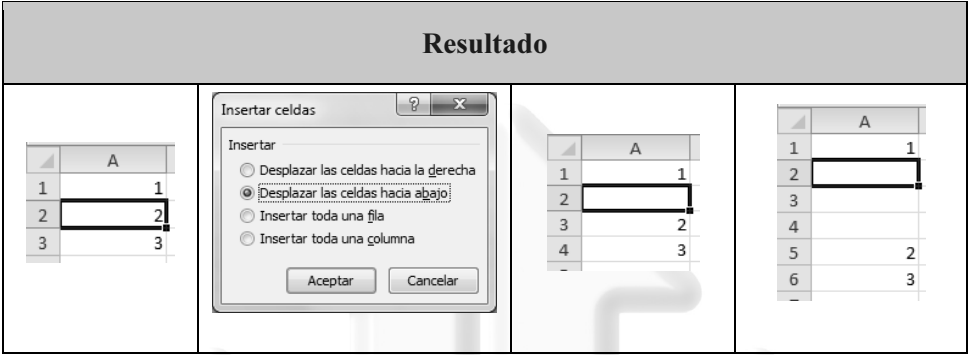 Resultado
A
1 1
2 2
3 3
Insertar celdas
?
X
Insertar
Desplazar las celdas hacia la derecha
Desplazar las celdas hacia abajo
Insertar toda una fila
Insertar toda una columna
Aceptar Cancelar
A
1 1
2
3 2
4 3
A
1 1
2
3
4
5 2
6 3